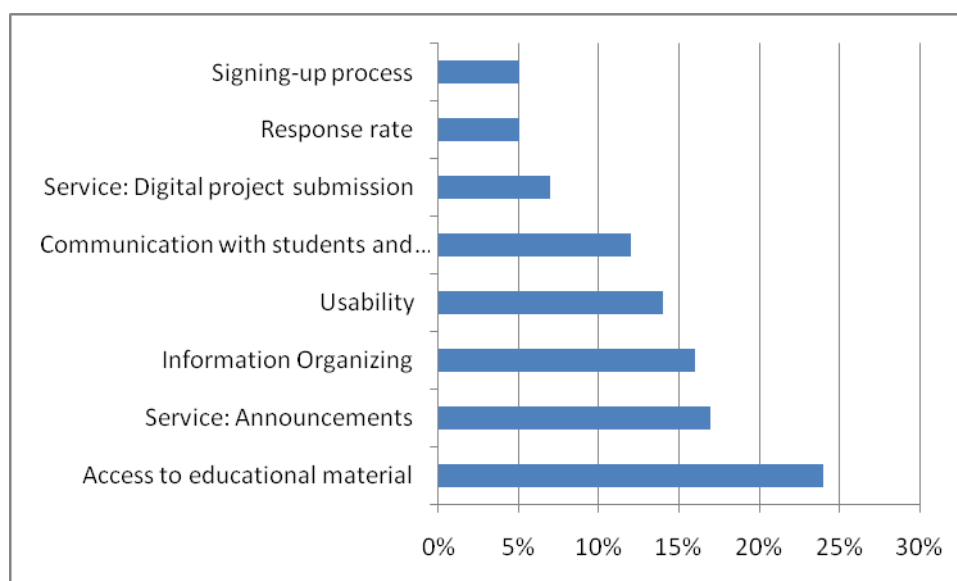 Signing-up process
Response rate
Service: Digital project submission
Communication with students and...
Usability
Information Organizing
Service: Announcements
Access to educational material
0% 5% 10% 15% 20% 25% 30%